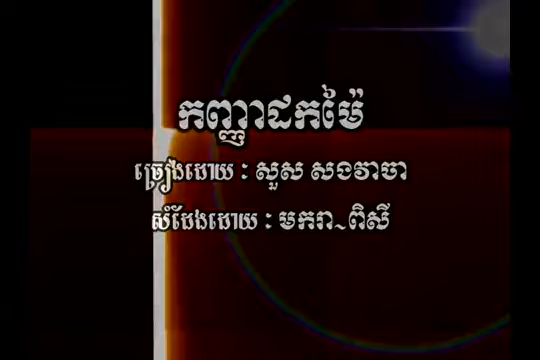 កញ្ញាដកម៉ៃ
ច្រៀងដោយ : សួស សងវាចា
សំដែងដោយ : មករា~ពិសី